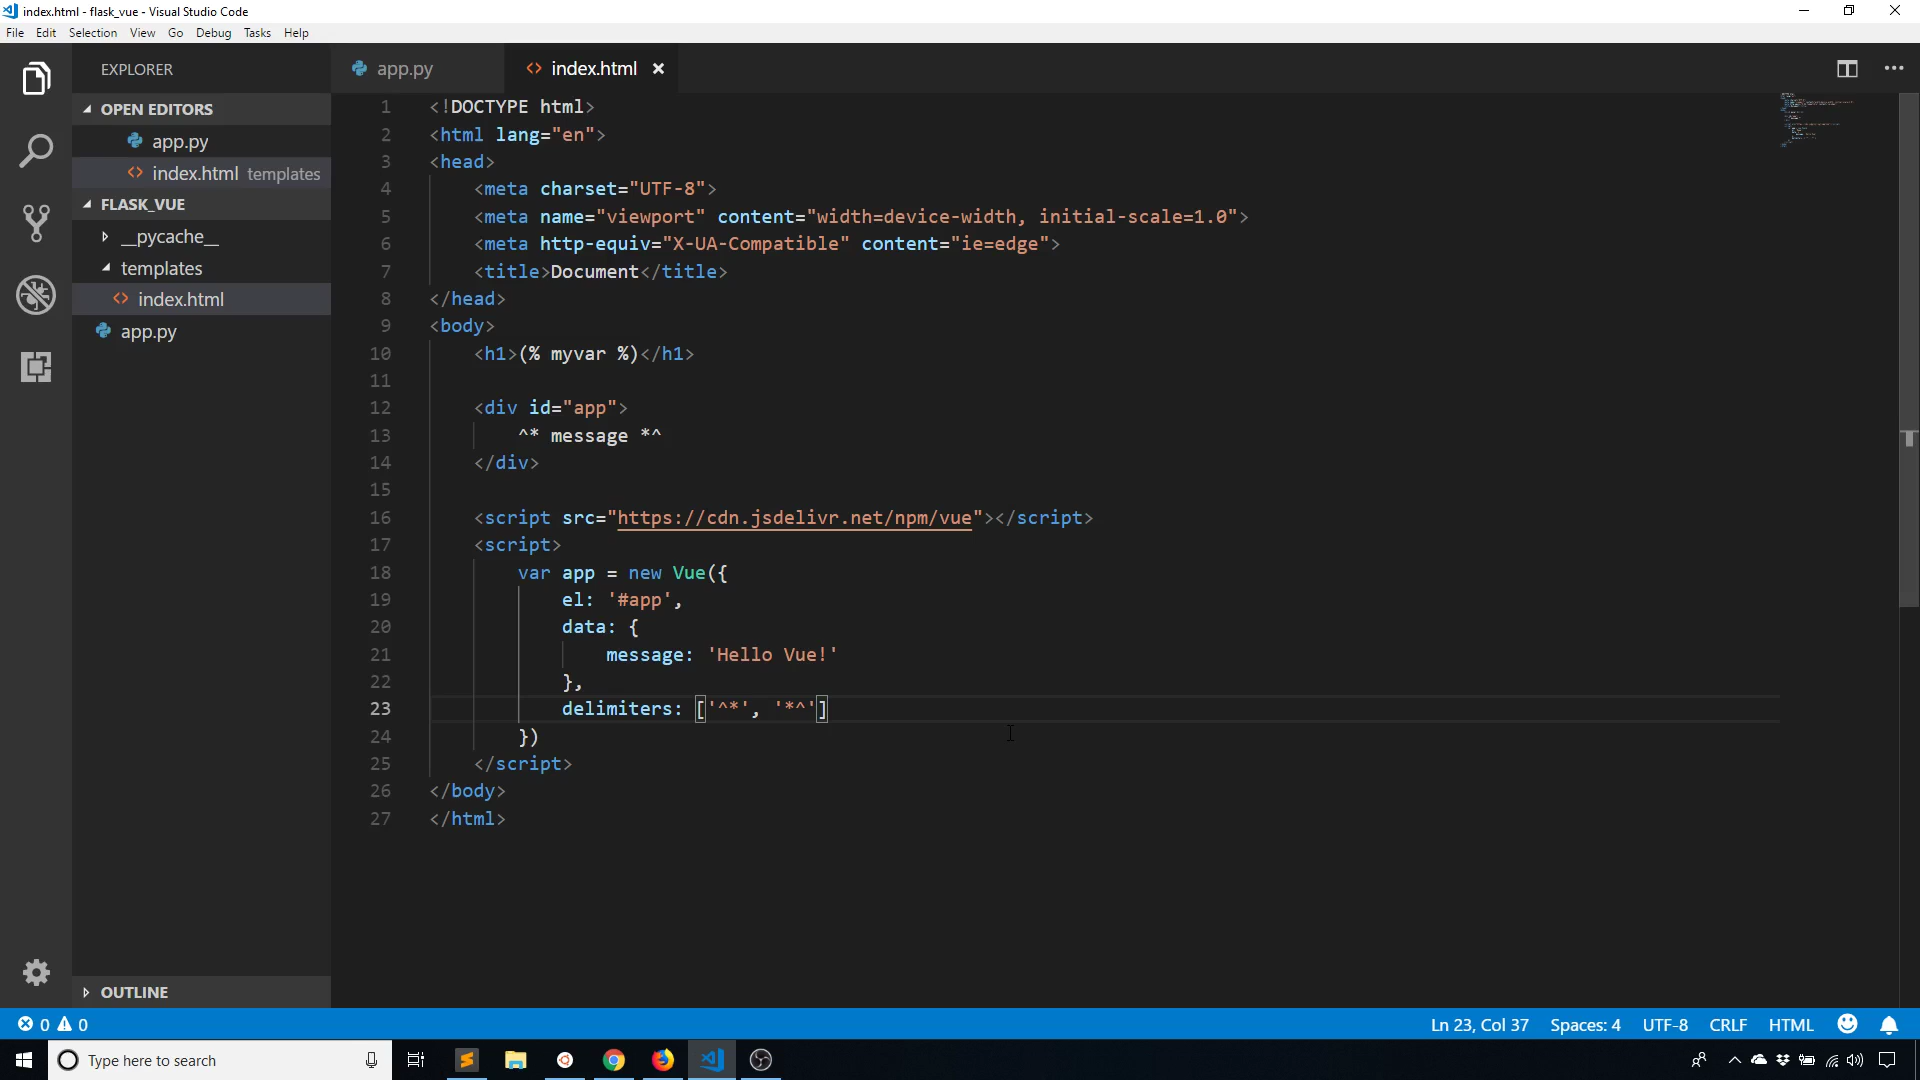 index.html - flask_vue - Visual Studio Code
File Edit Selection View Go Debug Tasks Help
EXPLORER
OPEN EDITORS
app.py
index.html templates
FLASK_VUE
__pycache__
templates
index.html
app.py
OUTLINE
app.py index.html
1 <!DOCTYPE html>
2 <html lang="en">
3 <head>
4 <meta charset="UTF-8">
5 <meta name="viewport" content="width=device-width, initial-scale=1.0">
6 <meta http-equiv="X-UA-Compatible" content="ie=edge">
7 <title>Document</title>
8 </head>
9 <body>
10 <h1>(% myvar %)</h1>
11
12 <div id="app">
13 ^* message *^
14 </div>
15
16 <script src="https://cdn.jsdelivr.net/npm/vue"></script>
17 <script>
18 var app = new Vue({
19 el: '#app',
20 data: {
21 message: 'Hello Vue!'
22 },
23 delimiters: ['^*', '*^']
24 })
25 </script>
26 </body>
27 </html>
0 0
Ln 23, Col 37 Spaces: 4 UTF-8 CRLF HTML
Type here to search